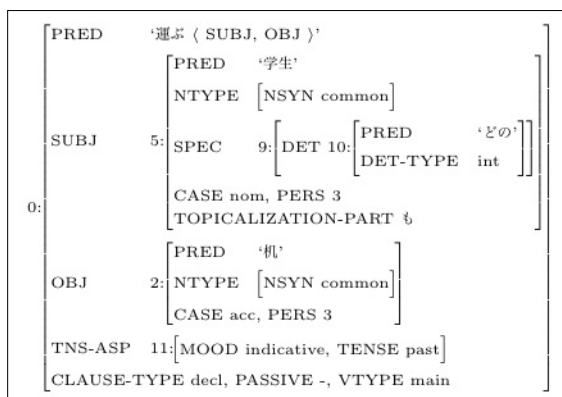 PRED ‘運ぶ ⟨ SUBJ, OBJ ⟩’
PRED ‘学生’
NTYPE [NSYN common]
SUBJ 5: SPEC 9:[DET 10:[PRED ‘どの’
DET-TYPE int]]
CASE nom, PERS 3
TOPICALIZATION-PART も
0:
PRED ‘机’
OBJ 2: NTYPE [NSYN common]
CASE acc, PERS 3
TNS-ASP 11:[MOOD indicative, TENSE past]
CLAUSE-TYPE decl, PASSIVE -, VTYPE main